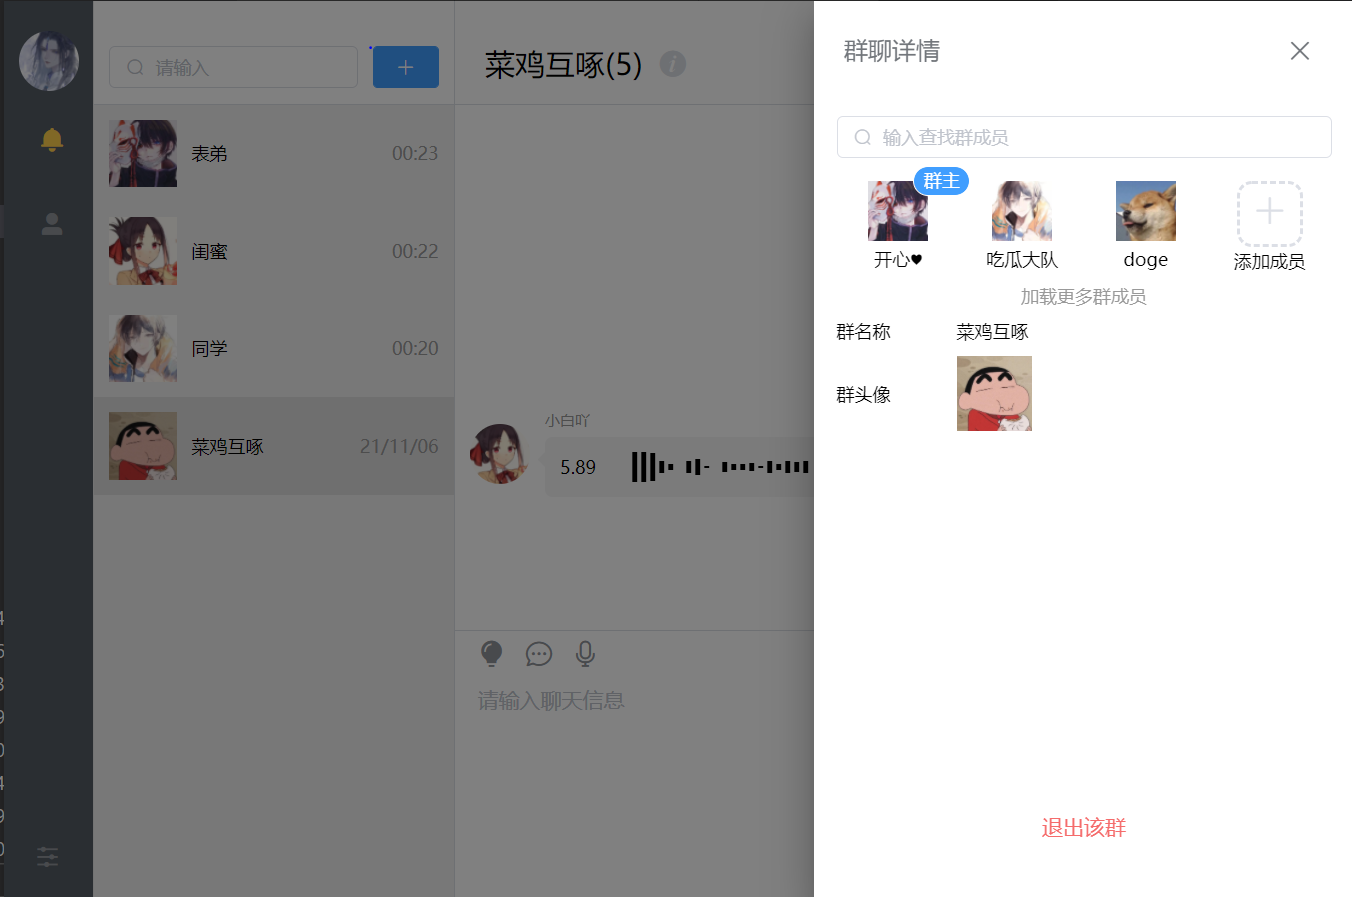 请输入
表弟 00:23
闺蜜 00:22
同学 00:20
菜鸡互啄 21/11/06
菜鸡互啄(5)
小白吖
5.89
请输入聊天信息
群聊详情
输入查找群成员
群主
开心♥ 吃瓜大队 doge 添加成员
加载更多群成员
群名称 菜鸡互啄
群头像
退出该群